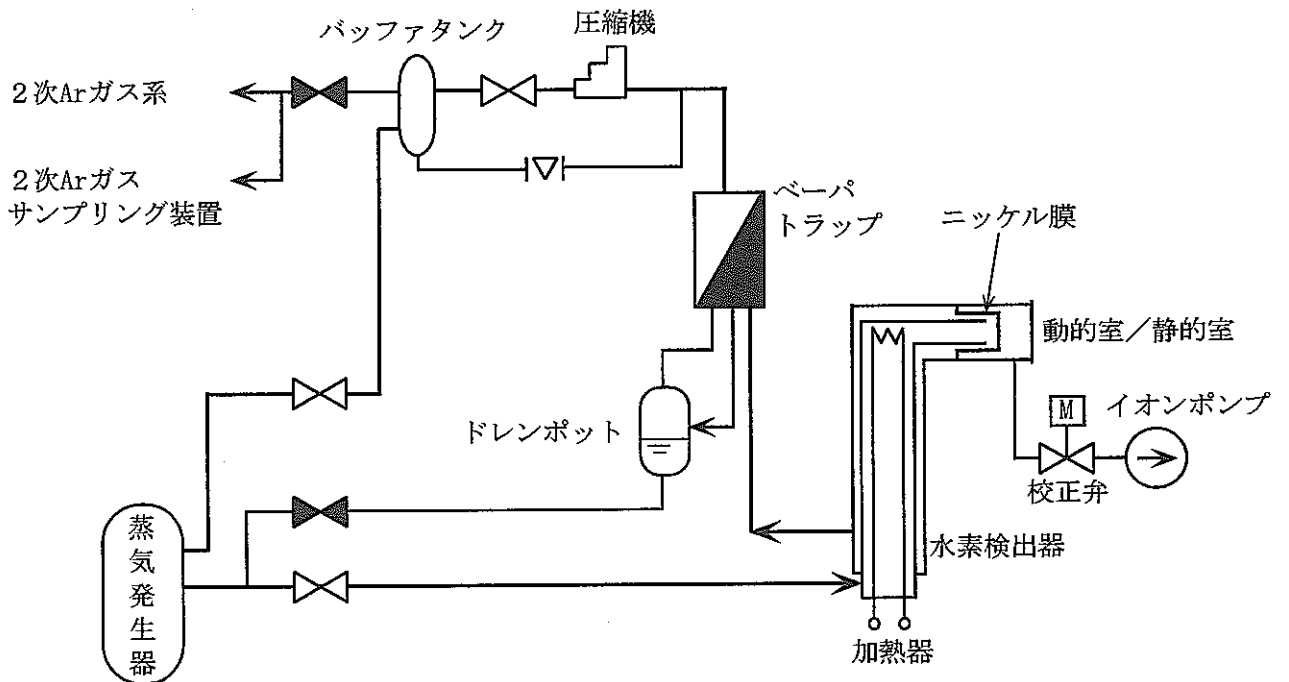 圧縮機
バッファタンク
2次Arガス系
2次Arガス
サンプリング装置
ベーパ
トラップ
ニッケル膜
動的室/静的室
ドレンポット
M
イオンポンプ
校正弁
蒸気発生器
水素検出器
加熱器